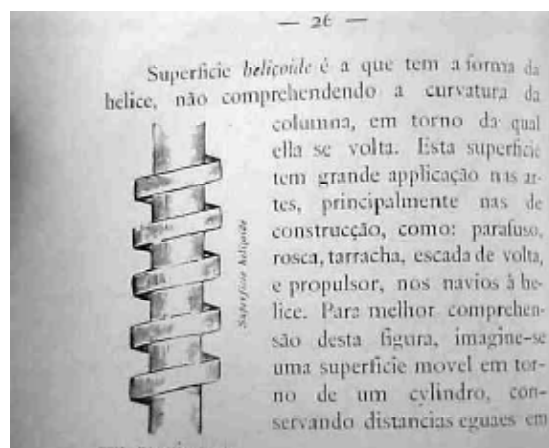 — 26 —
Superficie heliçoide é a que tem a forma da
helice, não comprehendendo a curvatura da
columna, em torno da qual
ella se volta. Esta superficie
tem grande applicação nas ar-
tes, principalmente nas de
construcção, como: parafuso,
rosca, tarracha, escada de volta,
e propulsor, nos navios á he-
lice. Para melhor comprehen-
são desta figura, imagine-se
uma superficie movel em tor-
no de um cylindro, con-
servando distancias eguaes em
Superficie heliçoide